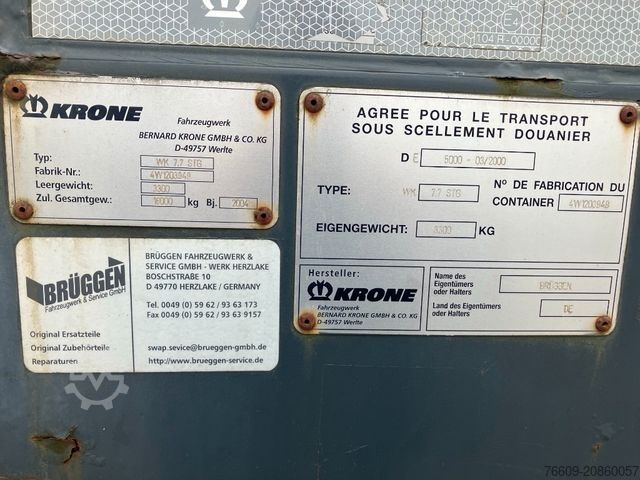 E4
104 R 00000
KRONE
Fahrzeugwerk
BERNARD KRONE GMBH & CO. KG
D-49757 Werlte
Typ: WK 7.7 STG
Fabrik-Nr.: 4W1203948
Leergewicht: 3300
Zul. Gesamtgew.: 16000 kg Bj.: 2004
BRÜGGEN
Fahrzeugwerk & Service GmbH
Original Ersatzteile
Original Zubehörteile
Reparaturen
BRÜGGEN FAHRZEUGWERK &
SERVICE GMBH - WERK HERZLAKE
BOSCHSTRAßE 10
D 49770 HERZLAKE / GERMANY
Tel. 0049 (0) 59 62 / 93 63 173
Fax 0049 (0) 59 62 / 93 63 9157
swap.sevice@brueggen-gmbh.de
http://www.brueggen-service.de
AGREE POUR LE TRANSPORT
SOUS SCELLEMENT DOUANIER
D E 5000 - 03/2000
TYPE: WK 7.7 STG
N° DE FABRICATION DU
CONTAINER 4W1203948
EIGENGEWICHT: 3300 KG
Hersteller:
KRONE
Fahrzeugwerk
BERNARD KRONE GMBH & CO. KG
D-49757 Werlte
Name des
Eigentümers
oder Halters
BRÜGGEN
Land des Eigentümers
oder Halters
DE
76609-20860057